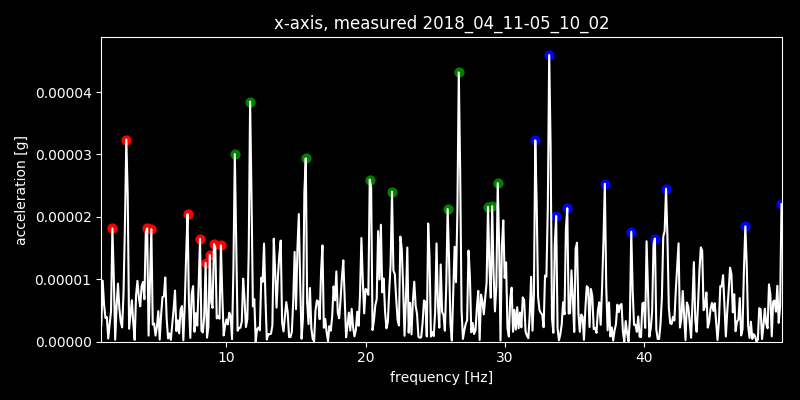 x-axis, measured 2018_04_11-05_10_02
acceleration [g]
0.00004
0.00003
0.00002
0.00001
0.00000
10 20 30 40
frequency [Hz]